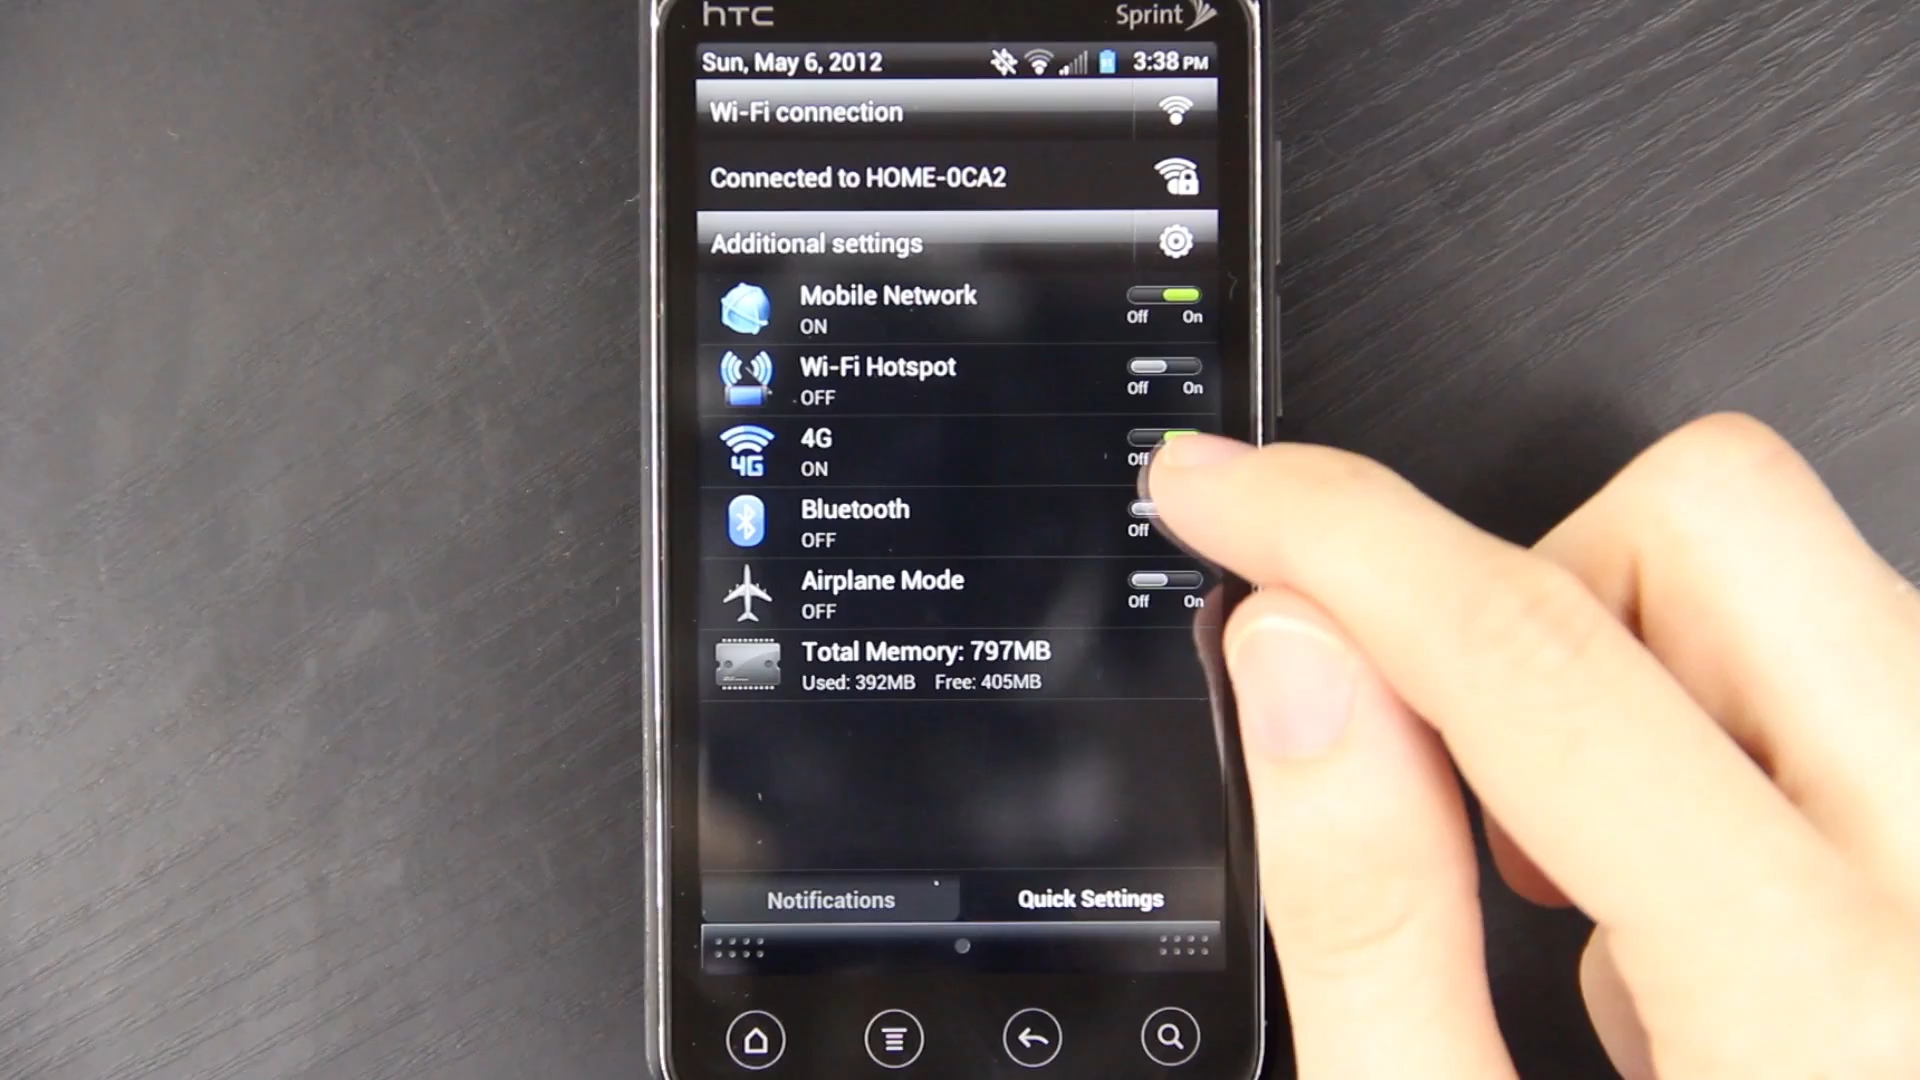 hTC Sprint
Sun, May 6, 2012 3:38 PM
Wi-Fi connection
Connected to HOME-0CA2
Additional settings
Mobile Network
ON
Off On
Wi-Fi Hotspot
OFF
Off On
4G
4G
ON
Off
Bluetooth
OFF
Off
Airplane Mode
OFF
Off On
Total Memory: 797MB
Used: 392MB Free: 405MB
Notifications Quick Settings